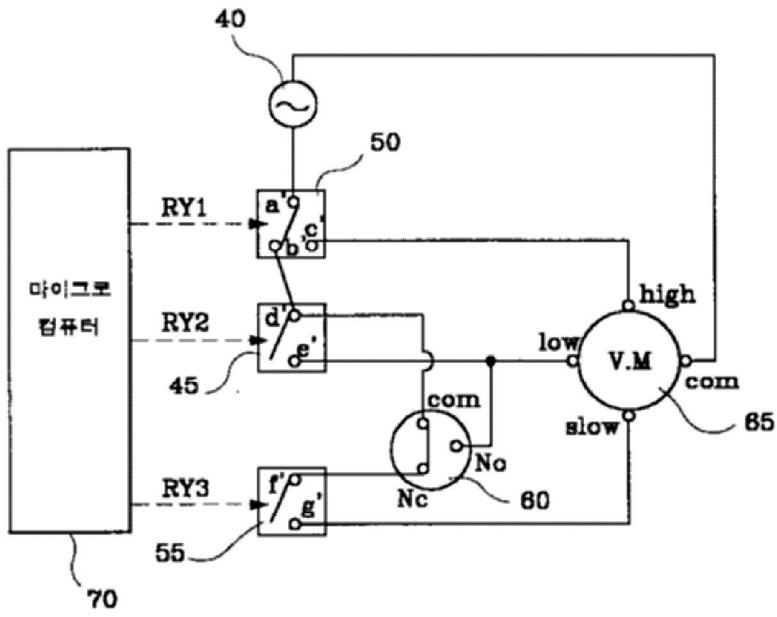 40
50
RY1
a'
b'
c'
마이크로
컴퓨터
high
RY2
d'
e'
low
V.M
com
45
com
slow
65
No
RY3
f'
g'
Nc
60
55
70